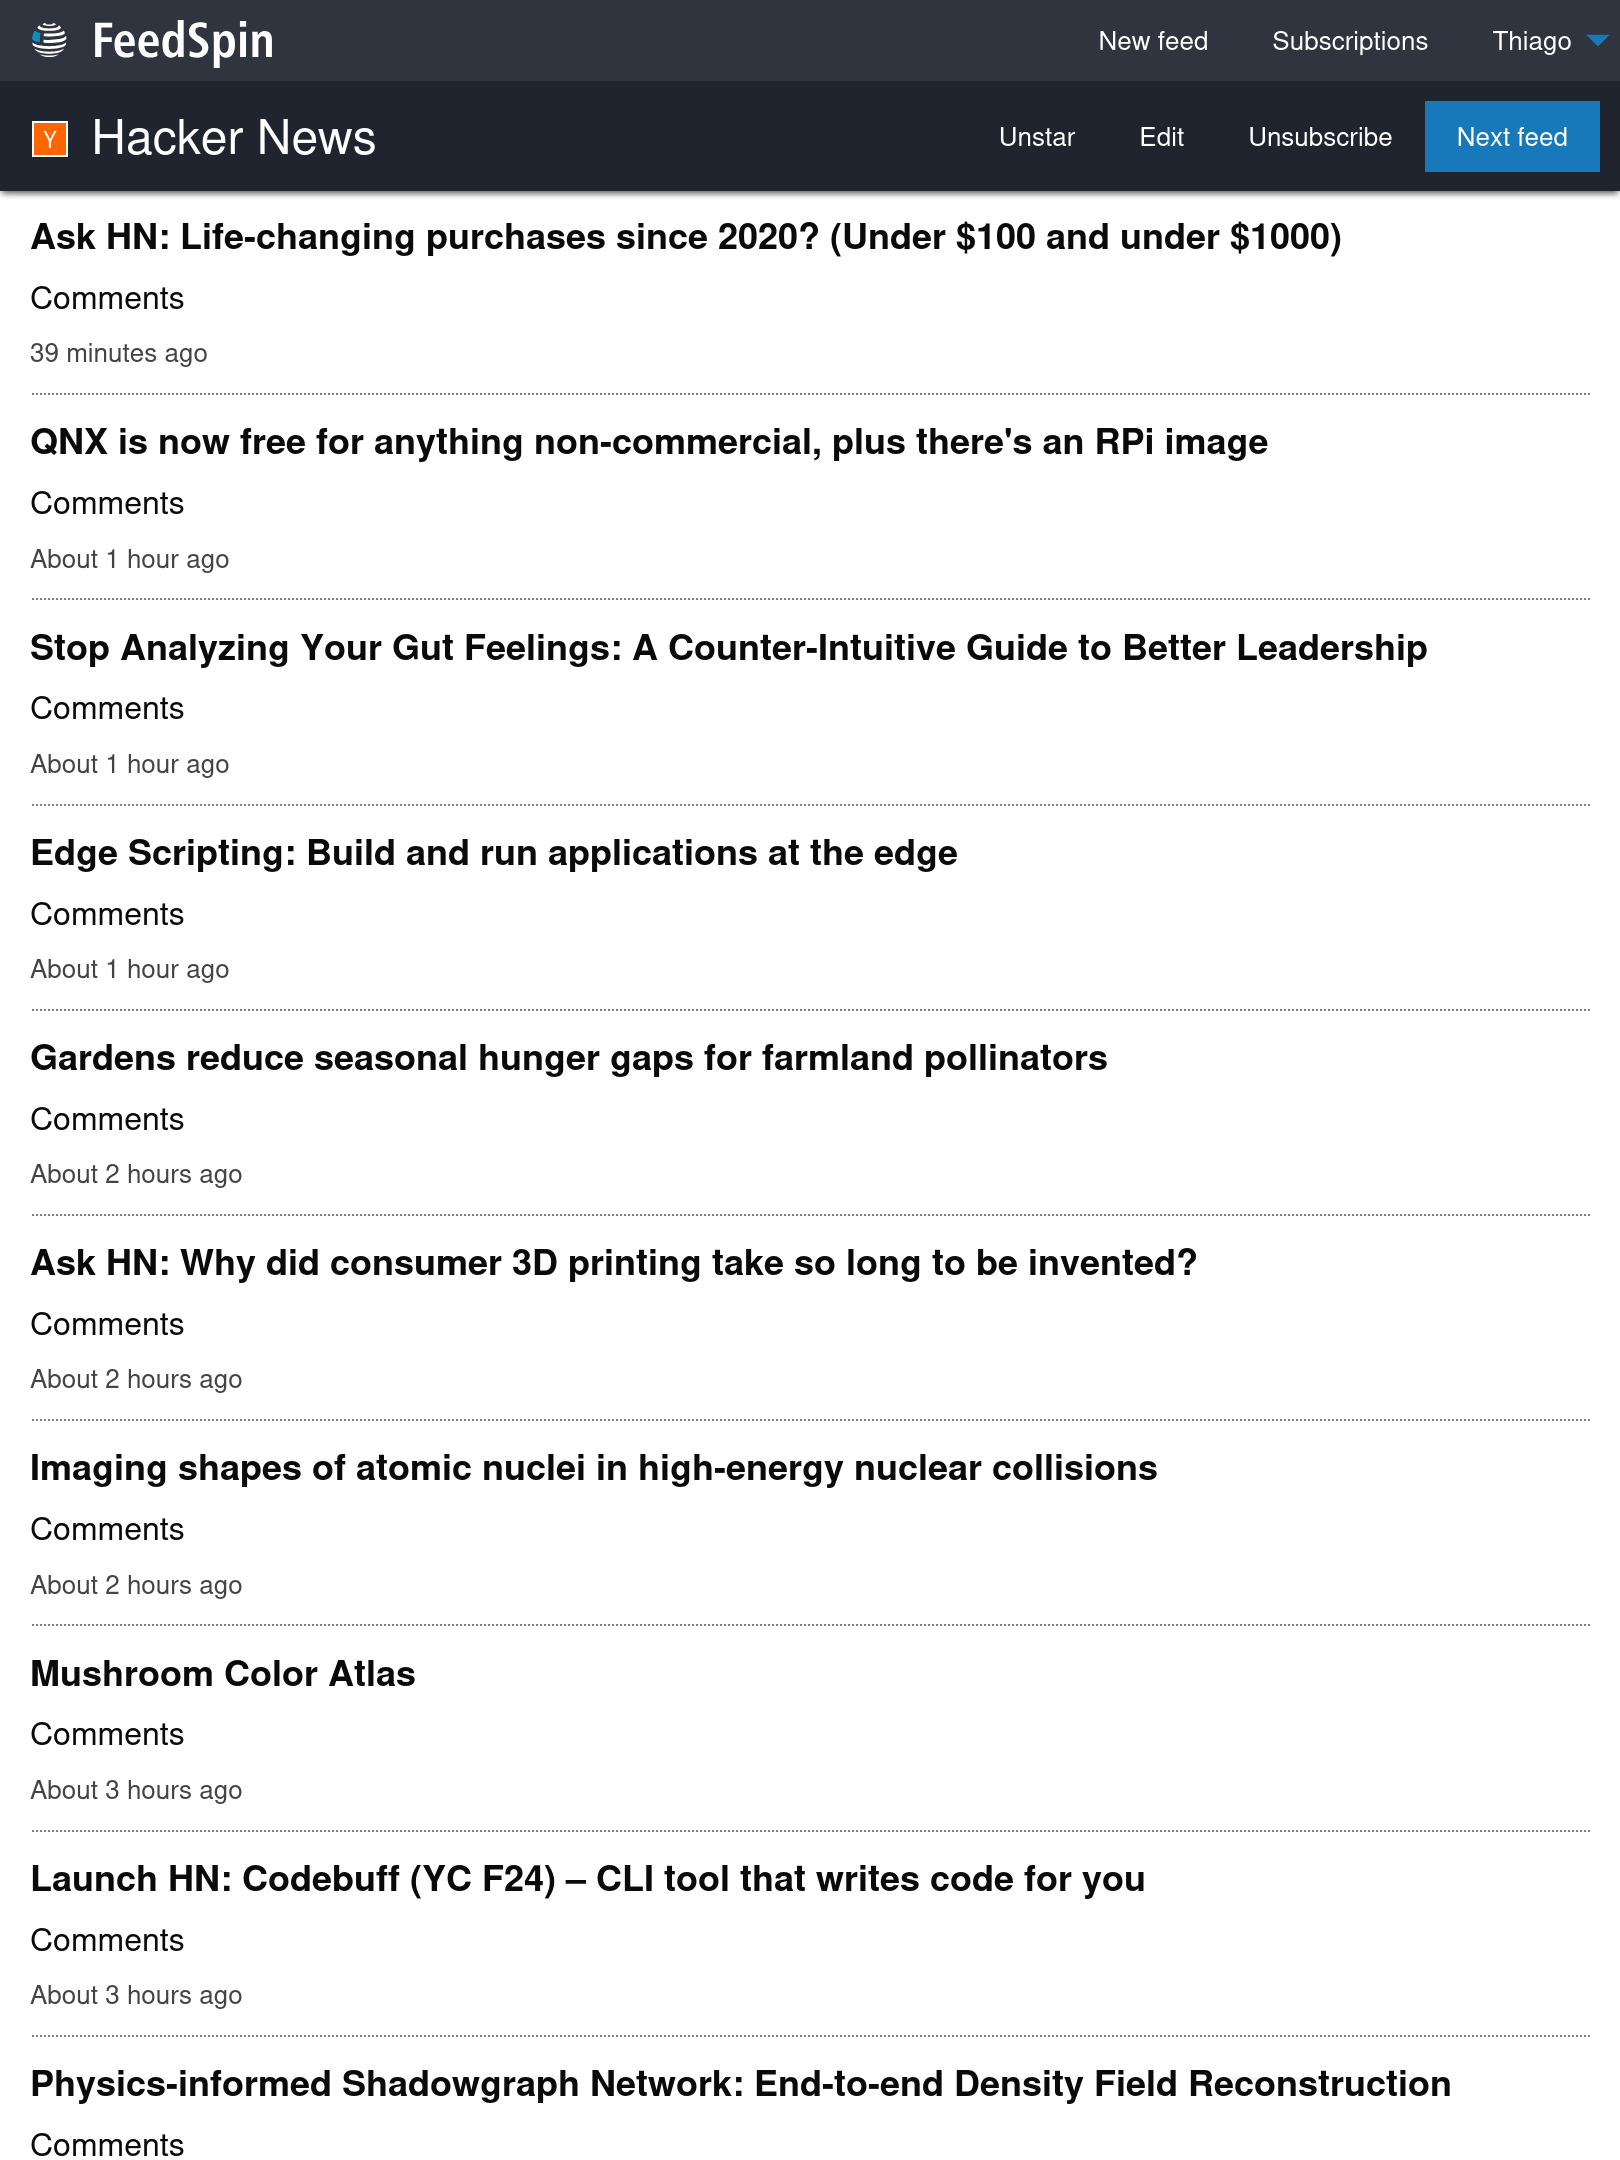 FeedSpin
New feed Subscriptions Thiago
Y Hacker News
Unstar Edit Unsubscribe Next feed
Ask HN: Life-changing purchases since 2020? (Under $100 and under $1000)
Comments
39 minutes ago
QNX is now free for anything non-commercial, plus there's an RPi image
Comments
About 1 hour ago
Stop Analyzing Your Gut Feelings: A Counter-Intuitive Guide to Better Leadership
Comments
About 1 hour ago
Edge Scripting: Build and run applications at the edge
Comments
About 1 hour ago
Gardens reduce seasonal hunger gaps for farmland pollinators
Comments
About 2 hours ago
Ask HN: Why did consumer 3D printing take so long to be invented?
Comments
About 2 hours ago
Imaging shapes of atomic nuclei in high-energy nuclear collisions
Comments
About 2 hours ago
Mushroom Color Atlas
Comments
About 3 hours ago
Launch HN: Codebuff (YC F24) – CLI tool that writes code for you
Comments
About 3 hours ago
Physics-informed Shadowgraph Network: End-to-end Density Field Reconstruction
Comments